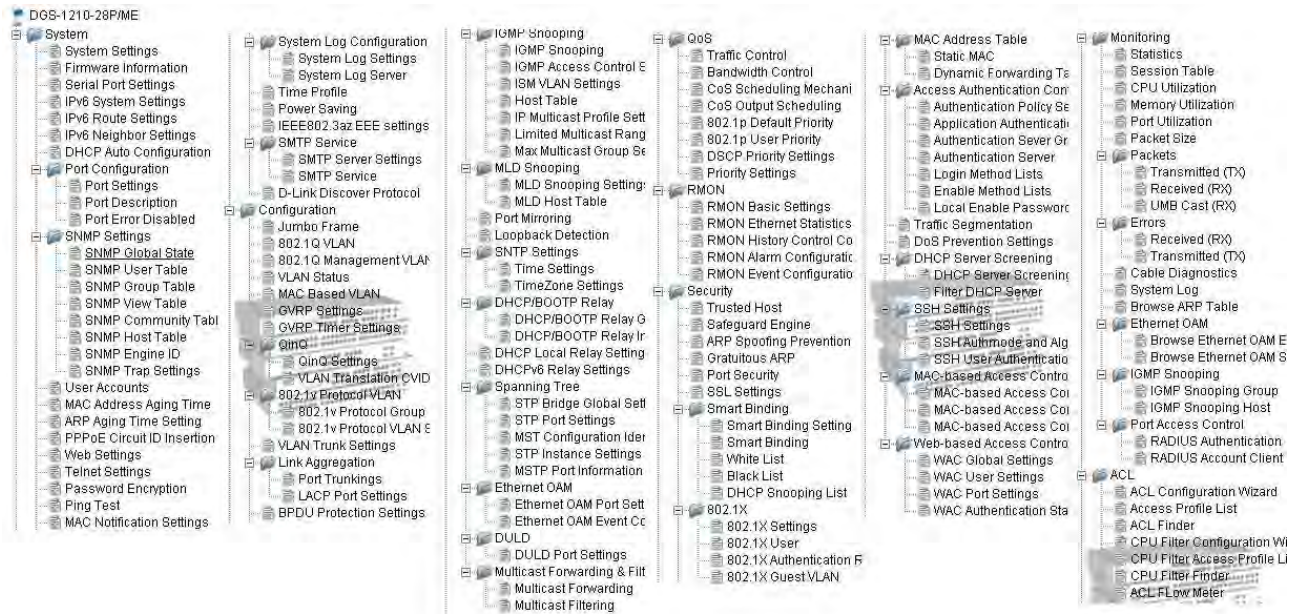 DGS-1210-28P/ME
System
System Settings
Firmware Information
Serial Port Settings
IPv6 System Settings
IPv6 Route Settings
IPv6 Neighbor Settings
DHCP Auto Configuration
Port Configuration
Port Settings
Port Description
Port Error Disabled
SNMP Settings
SNMP Global State
SNMP User Table
SNMP Group Table
SNMP View Table
SNMP Community Tabl
SNMP Host Table
SNMP Engine ID
SNMP Trap Settings
User Accounts
MAC Address Aging Time
ARP Aging Time Setting
PPPoE Circuit ID Insertion
Web Settings
Telnet Settings
Password Encryption
Ping Test
MAC Notification Settings
System Log Configuration
System Log Settings
System Log Server
Time Profile
Power Saving
IEEE802.3az EEE settings
SMTP Service
SMTP Server Settings
SMTP Service
D-Link Discover Protocol
Configuration
Jumbo Frame
802.1Q VLAN
802.1Q Management VLAN
VLAN Status
MAC Based VLAN
GVRP Settings
GVRP Timer Settings
QinQ
QinQ Settings
VLAN Translation CVID
802.1v Protocol VLAN
802.1v Protocol Group
802.1v Protocol VLAN S
VLAN Trunk Settings
Link Aggregation
Port Trunkings
LACP Port Settings
BPDU Protection Settings
IGMP Snooping
IGMP Snooping
IGMP Access Control S
ISM VLAN Settings
Host Table
IP Multicast Profile Sett
Limited Multicast Rang
Max Multicast Group Se
MLD Snooping
MLD Snooping Settings
MLD Host Table
Port Mirroring
Loopback Detection
SNTP Settings
Time Settings
TimeZone Settings
DHCP/BOOTP Relay
DHCP/BOOTP Relay G
DHCP/BOOTP Relay In
DHCP Local Relay Setting
DHCPv6 Relay Settings
Spanning Tree
STP Bridge Global Sett
STP Port Settings
MST Configuration Iden
STP Instance Settings
MSTP Port Information
Ethernet OAM
Ethernet OAM Port Sett
Ethernet OAM Event Co
DULD
DULD Port Settings
Multicast Forwarding & Filt
Multicast Forwarding
Multicast Filtering
QoS
Traffic Control
Bandwidth Control
CoS Scheduling Mechani
CoS Output Scheduling
802.1p Default Priority
802.1p User Priority
DSCP Priority Settings
Priority Settings
RMON
RMON Basic Settings
RMON Ethernet Statistics
RMON History Control Co
RMON Alarm Configuratic
RMON Event Configuratio
Security
Trusted Host
Safeguard Engine
ARP Spoofing Prevention
Gratuitous ARP
Port Security
SSL Settings
Smart Binding
Smart Binding Setting
Smart Binding
White List
Black List
DHCP Snooping List
802.1X
802.1X Settings
802.1X User
802.1X Authentication R
802.1X Guest VLAN
MAC Address Table
Static MAC
Dynamic Forwarding Ta
Access Authentication Con
Authentication Policy Se
Application Authenticati
Authentication Sever Gr
Authentication Server
Login Method Lists
Enable Method Lists
Local Enable Password
Traffic Segmentation
DoS Prevention Settings
DHCP Server Screening
DHCP Server Screening
Filter DHCP Server
SSH Settings
SSH Settings
SSH Authmode and Alg
SSH User Authenticatio
MAC-based Access Contro
MAC-based Access Coi
MAC-based Access Coi
MAC-based Access Coi
Web-based Access Contro
WAC Global Settings
WAC User Settings
WAC Port Settings
WAC Authentication Sta
Monitoring
Statistics
Session Table
CPU Utilization
Memory Utilization
Port Utilization
Packet Size
Packets
Transmitted (TX)
Received (RX)
UMB Cast (RX)
Errors
Received (RX)
Transmitted (TX)
Cable Diagnostics
System Log
Browse ARP Table
Ethernet OAM
Browse Ethernet OAM E
Browse Ethernet OAM S
IGMP Snooping
IGMP Snooping Group
IGMP Snooping Host
Port Access Control
RADIUS Authentication
RADIUS Account Client
ACL
ACL Configuration Wizard
Access Profile List
ACL Finder
CPU Filter Configuration Wi
CPU Filter Access Profile Li
CPU Filter Finder
ACL FLow Meter